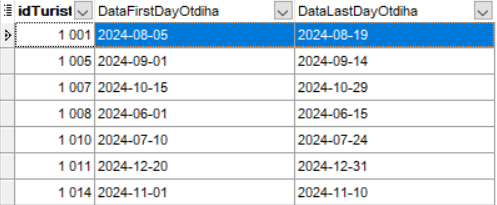 idTurist DataFirstDayOtdiha DataLastDayOtdiha
1 001 2024-08-05 2024-08-19
1 005 2024-09-01 2024-09-14
1 007 2024-10-15 2024-10-29
1 008 2024-06-01 2024-06-15
1 010 2024-07-10 2024-07-24
1 011 2024-12-20 2024-12-31
1 014 2024-11-01 2024-11-10